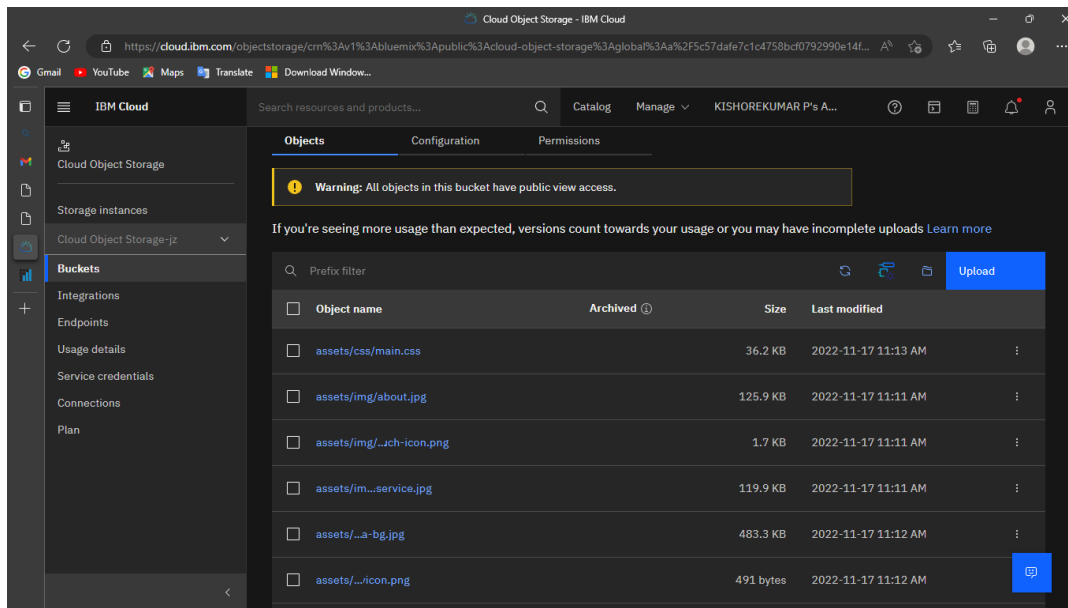 Cloud Object Storage - IBM Cloud
https://cloud.ibm.com/objectstorage/crn%3Av1%3Abluemix%3Apublic%3Acloud-object-storage%3Aglobal%3Aa%2F5c57dafe7c1c4758bcf0792990e14f...
Gmail YouTube Maps Translate Download Window...
IBM Cloud Search resources and products... Catalog Manage KISHOREKUMAR P's A...
Cloud Object Storage
Storage instances
Cloud Object Storage-jz
Buckets
Integrations
Endpoints
Usage details
Service credentials
Connections
Plan
Objects Configuration Permissions
Warning: All objects in this bucket have public view access.
If you're seeing more usage than expected, versions count towards your usage or you may have incomplete uploads Learn more
Prefix filter Upload
Object name Archived Size Last modified
assets/css/main.css 36.2 KB 2022-11-17 11:13 AM
assets/img/about.jpg 125.9 KB 2022-11-17 11:11 AM
assets/img/...uch-icon.png 1.7 KB 2022-11-17 11:11 AM
assets/im...service.jpg 119.9 KB 2022-11-17 11:11 AM
assets/...a-bg.jpg 483.3 KB 2022-11-17 11:12 AM
assets/...icon.png 491 bytes 2022-11-17 11:12 AM